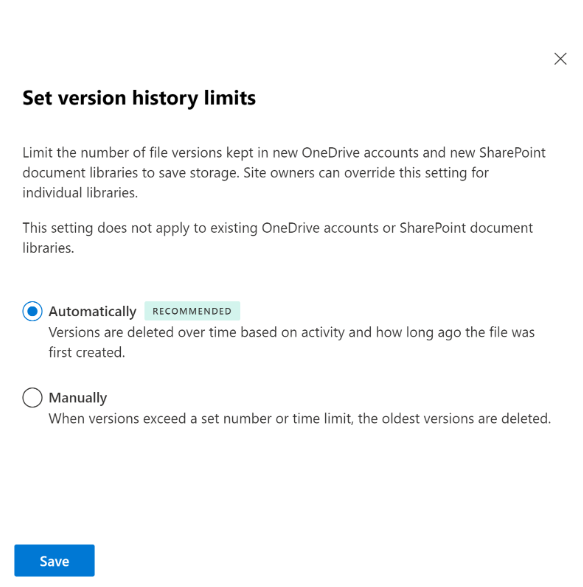 Set version history limits
Limit the number of file versions kept in new OneDrive accounts and new SharePoint
document libraries to save storage. Site owners can override this setting for
individual libraries.
This setting does not apply to existing OneDrive accounts or SharePoint document
libraries.
Automatically RECOMMENDED
Versions are deleted over time based on activity and how long ago the file was
first created.
Manually
When versions exceed a set number or time limit, the oldest versions are deleted.
Save